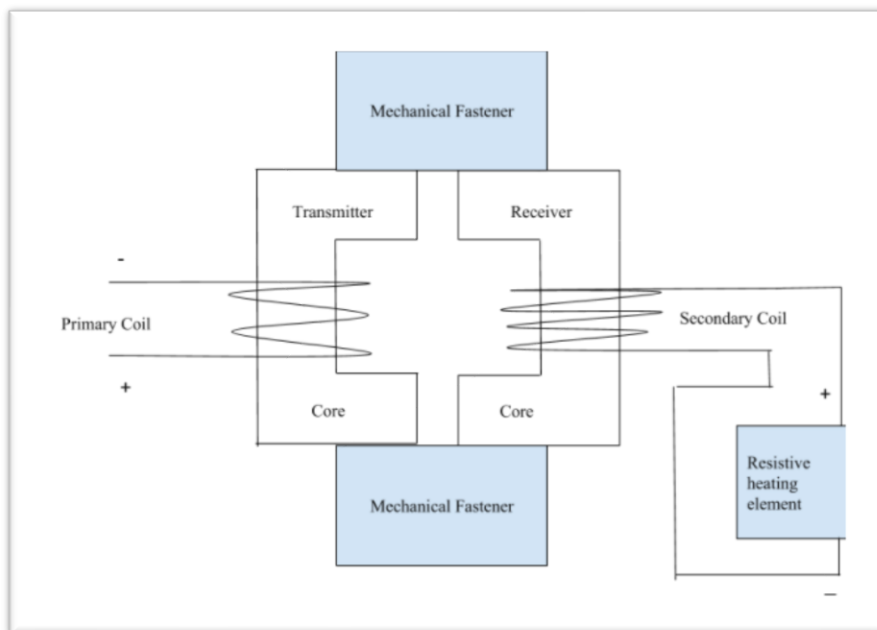 Mechanical Fastener
Transmitter
Receiver
-
Primary Coil
Secondary Coil
+
+
Core
Core
Resistive
heating
element
Mechanical Fastener
–